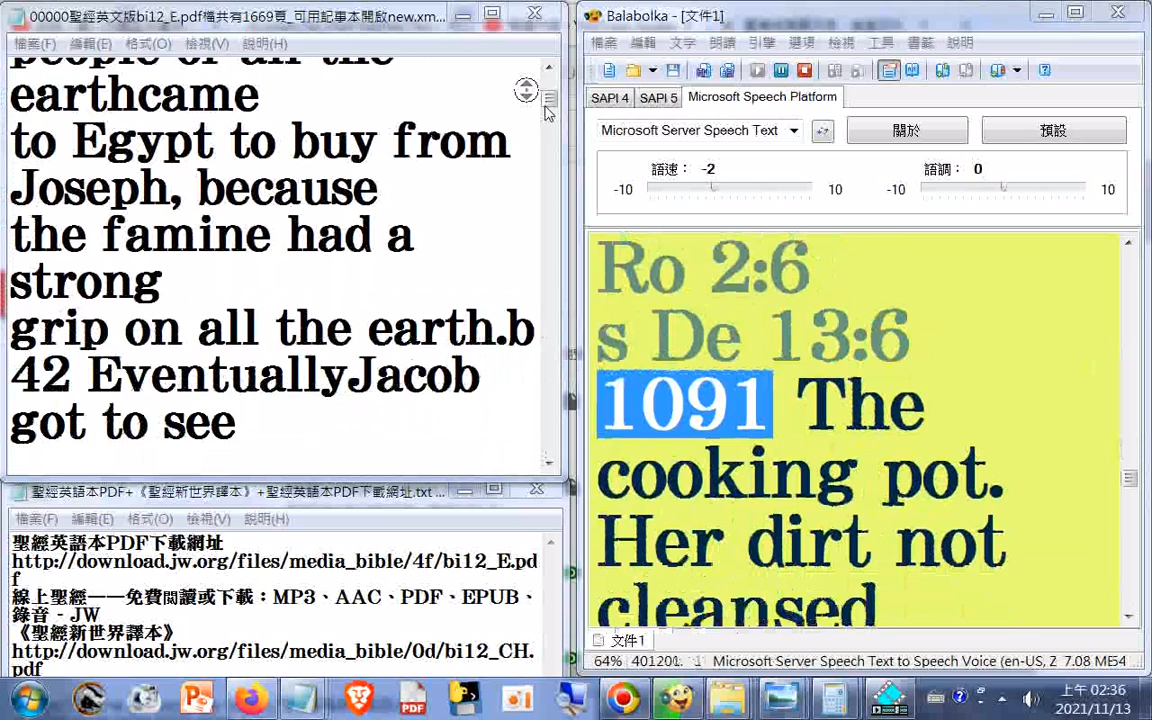 00000聖經英文版bi12_E.pdf檔共有1669頁_可用記事本開啟new.xm...
檔案(F) 編輯(E) 格式(O) 檢視(V) 說明(H)
people of all the
earthcame
to Egypt to buy from
Joseph, because
the famine had a
strong
grip on all the earth.b
42 EventuallyJacob
got to see
聖經英語本PDF+《聖經新世界譯本》+聖經英語本PDF下載網址.txt ...
檔案(F) 編輯(E) 格式(O) 檢視(V) 說明(H)
聖經英語本PDF下載網址
http://download.jw.org/files/media_bible/4f/bi12_E.pd
f
線上聖經——免費閱讀或下載：MP3、AAC、PDF、EPUB、
錄音 - JW
《聖經新世界譯本》
http://download.jw.org/files/media_bible/0d/bi12_CH.
pdf
Balabolka - [文件1]
檔案 編輯 文字 朗讀 引擎 選項 檢視 工具 書籤 說明
SAPI 4 SAPI 5 Microsoft Speech Platform
Microsoft Server Speech Text 關於 預設
語速： -2 語調： 0
-10 10 -10 10
Ro 2:6
s De 13:6
1091 The
cooking pot.
Her dirt not
cleansed
文件1
64% 401201. 1 Microsoft Server Speech Text to Speech Voice (en-US, Z 7.08 ME54
上午 02:36
2021/11/13